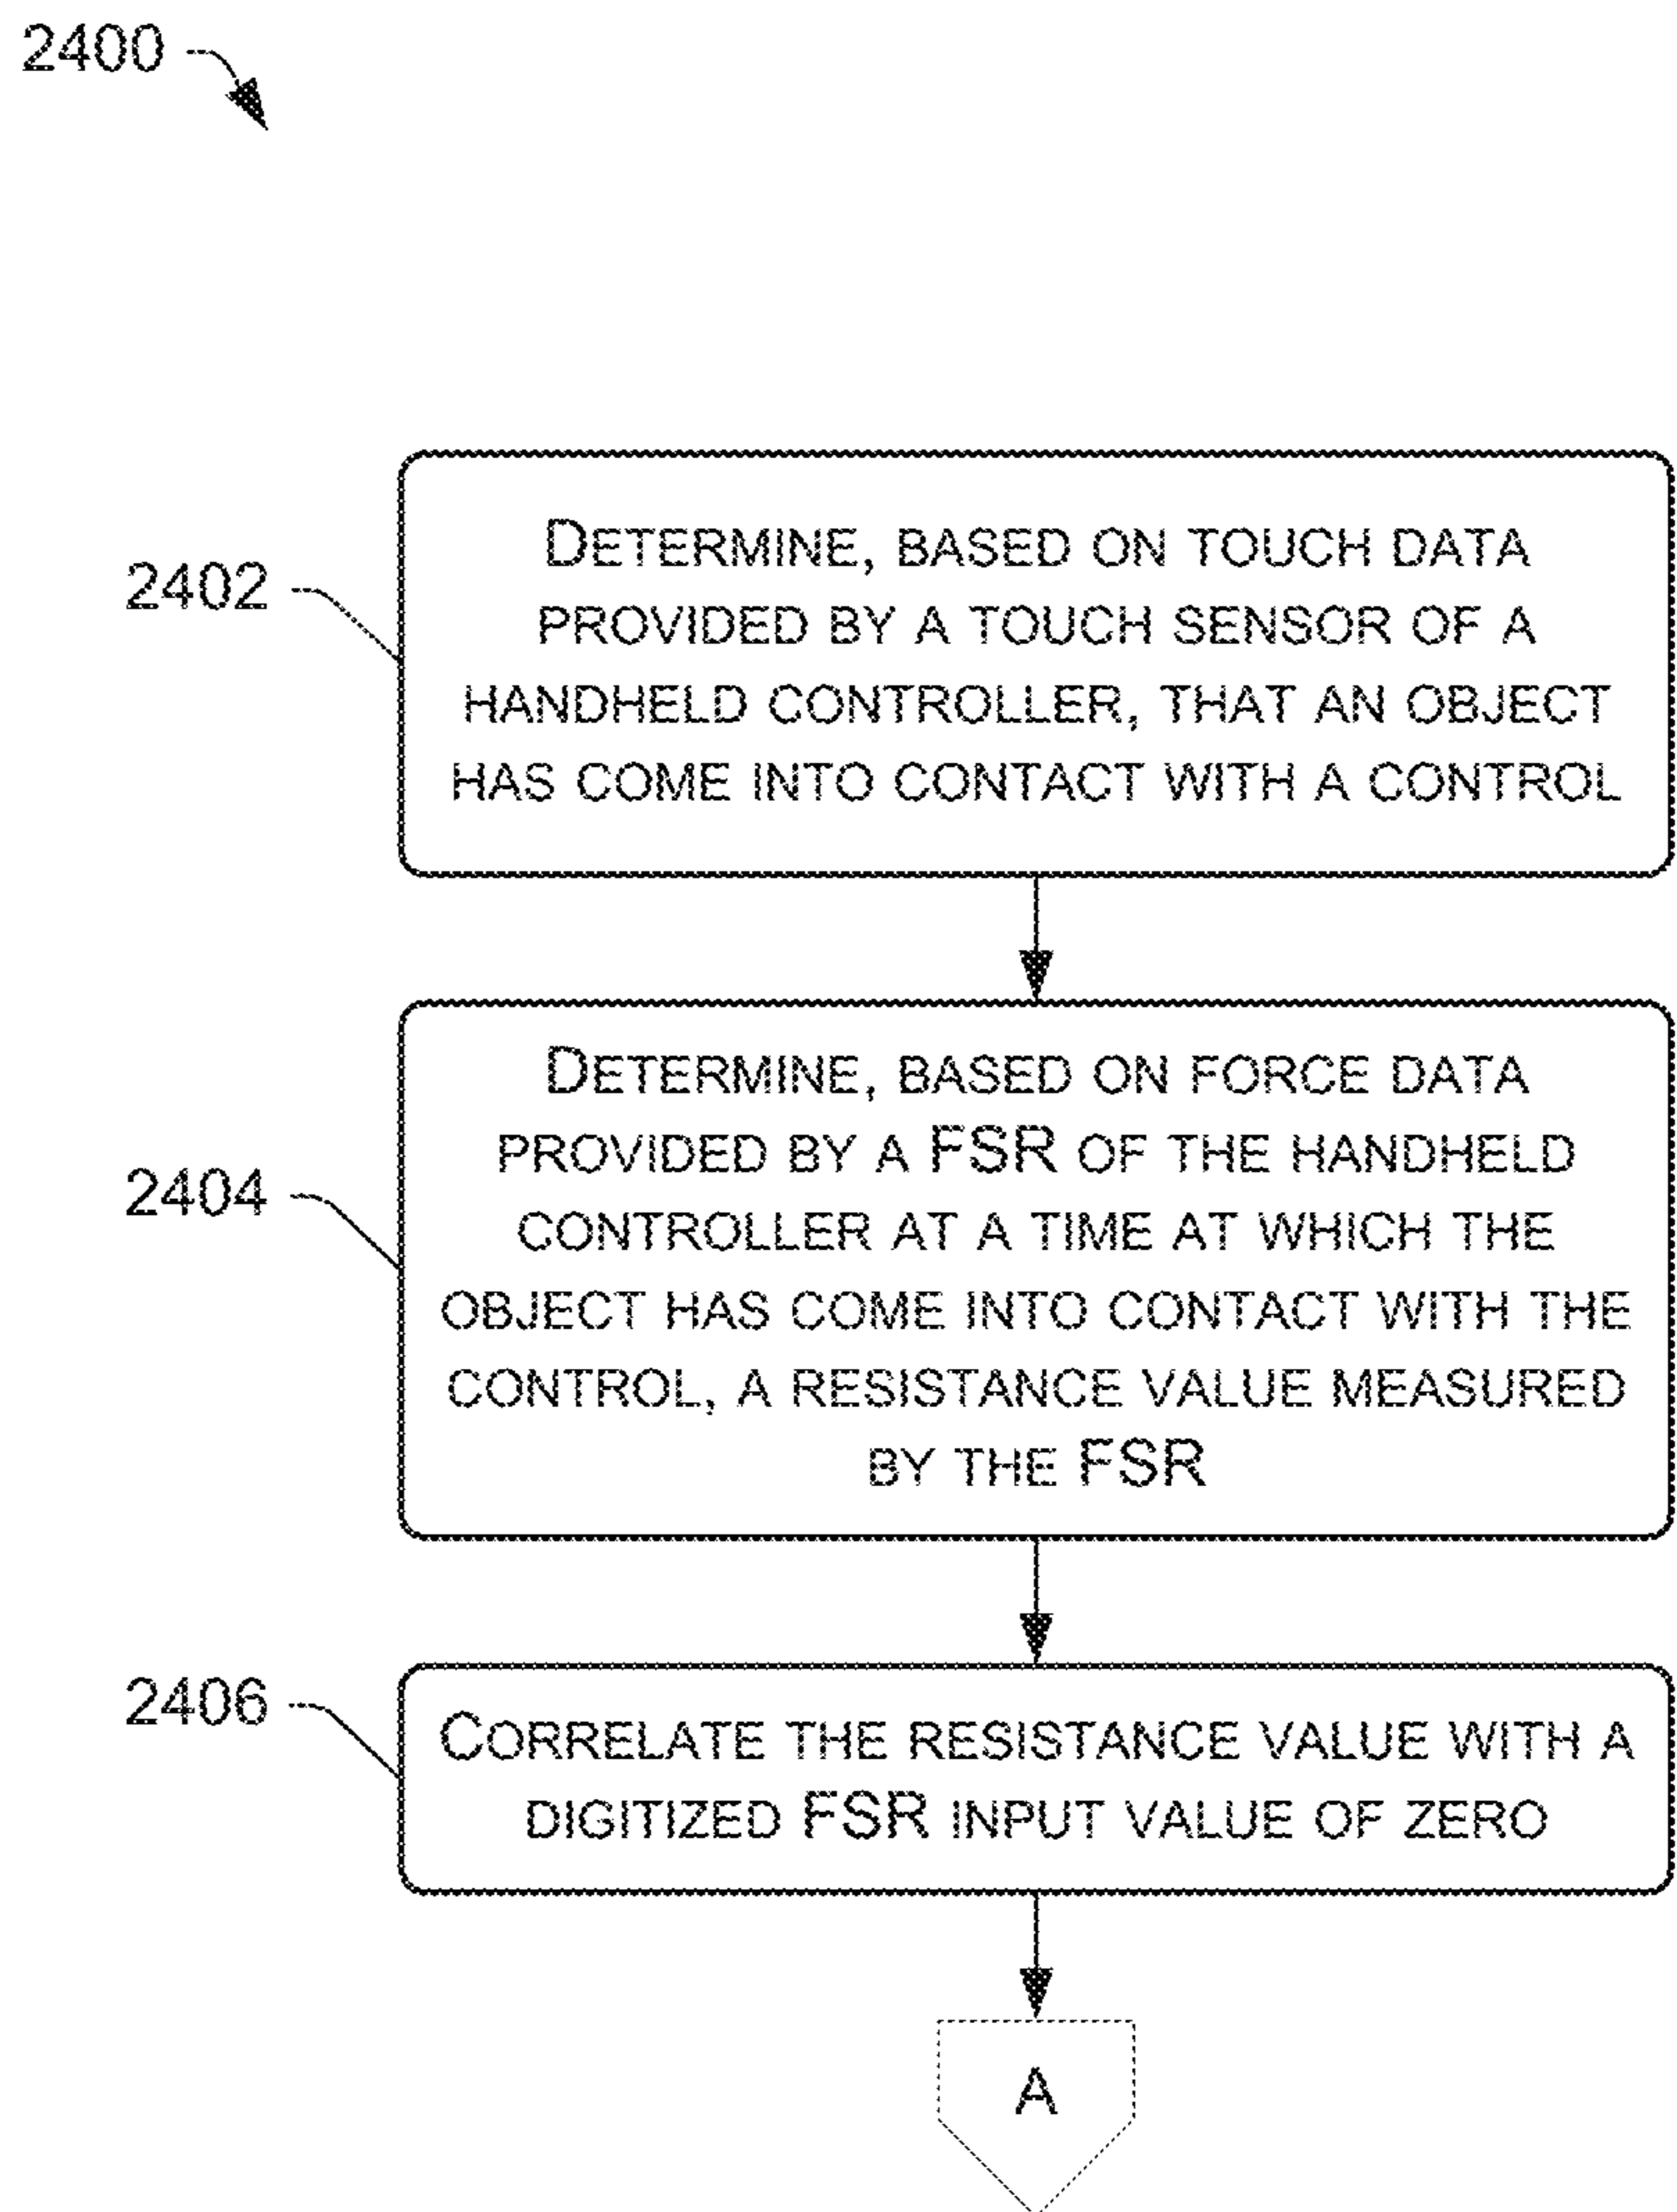 2400
2402
DETERMINE, BASED ON TOUCH DATA
PROVIDED BY A TOUCH SENSOR OF A
HANDHELD CONTROLLER, THAT AN OBJECT
HAS COME INTO CONTACT WITH A CONTROL
2404
DETERMINE, BASED ON FORCE DATA
PROVIDED BY A FSR OF THE HANDHELD
CONTROLLER AT A TIME AT WHICH THE
OBJECT HAS COME INTO CONTACT WITH THE
CONTROL, A RESISTANCE VALUE MEASURED
BY THE FSR
2406
CORRELATE THE RESISTANCE VALUE WITH A
DIGITIZED FSR INPUT VALUE OF ZERO
A